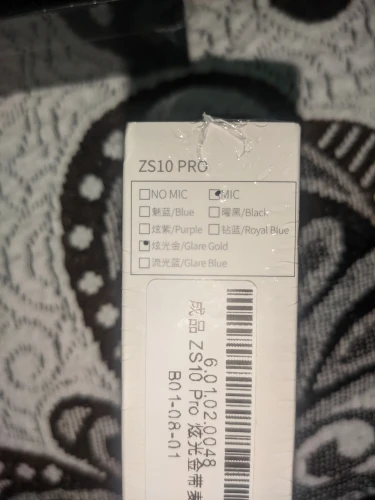 ZS10 PRO
NO MIC MIC
魅蓝/Blue 曜黑/Black
炫紫/Purple 钻蓝/Royal Blue
炫光金/Glare Gold
流光蓝/Glare Blue
6.01.02.0048
成品 ZS10 Pro 炫光金带麦
B01-08-01